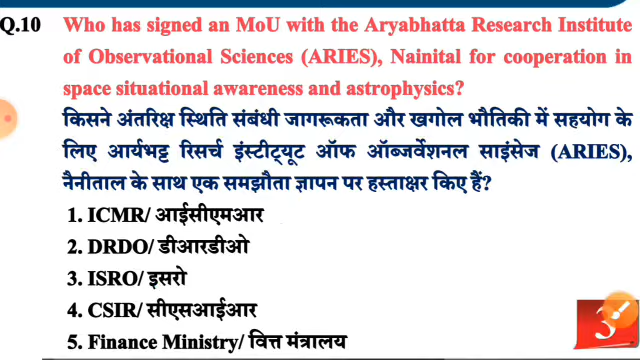 Q.10 Who has signed an MoU with the Aryabhatta Research Institute
of Observational Sciences (ARIES), Nainital for cooperation in
space situational awareness and astrophysics?
किसने अंतरिक्ष स्थिति संबंधी जागरूकता और खगोल भौतिकी में सहयोग के
लिए आर्यभट्ट रिसर्च इंस्टीट्यूट ऑफ ऑब्जर्वेशनल साइंसेज (ARIES),
नैनीताल के साथ एक समझौता ज्ञापन पर हस्ताक्षर किए हैं?
1. ICMR/ आईसीएमआर
2. DRDO/ डीआरडीओ
3. ISRO/ इसरो
4. CSIR/ सीएसआईआर
5. Finance Ministry/ वित्त मंत्रालय
3